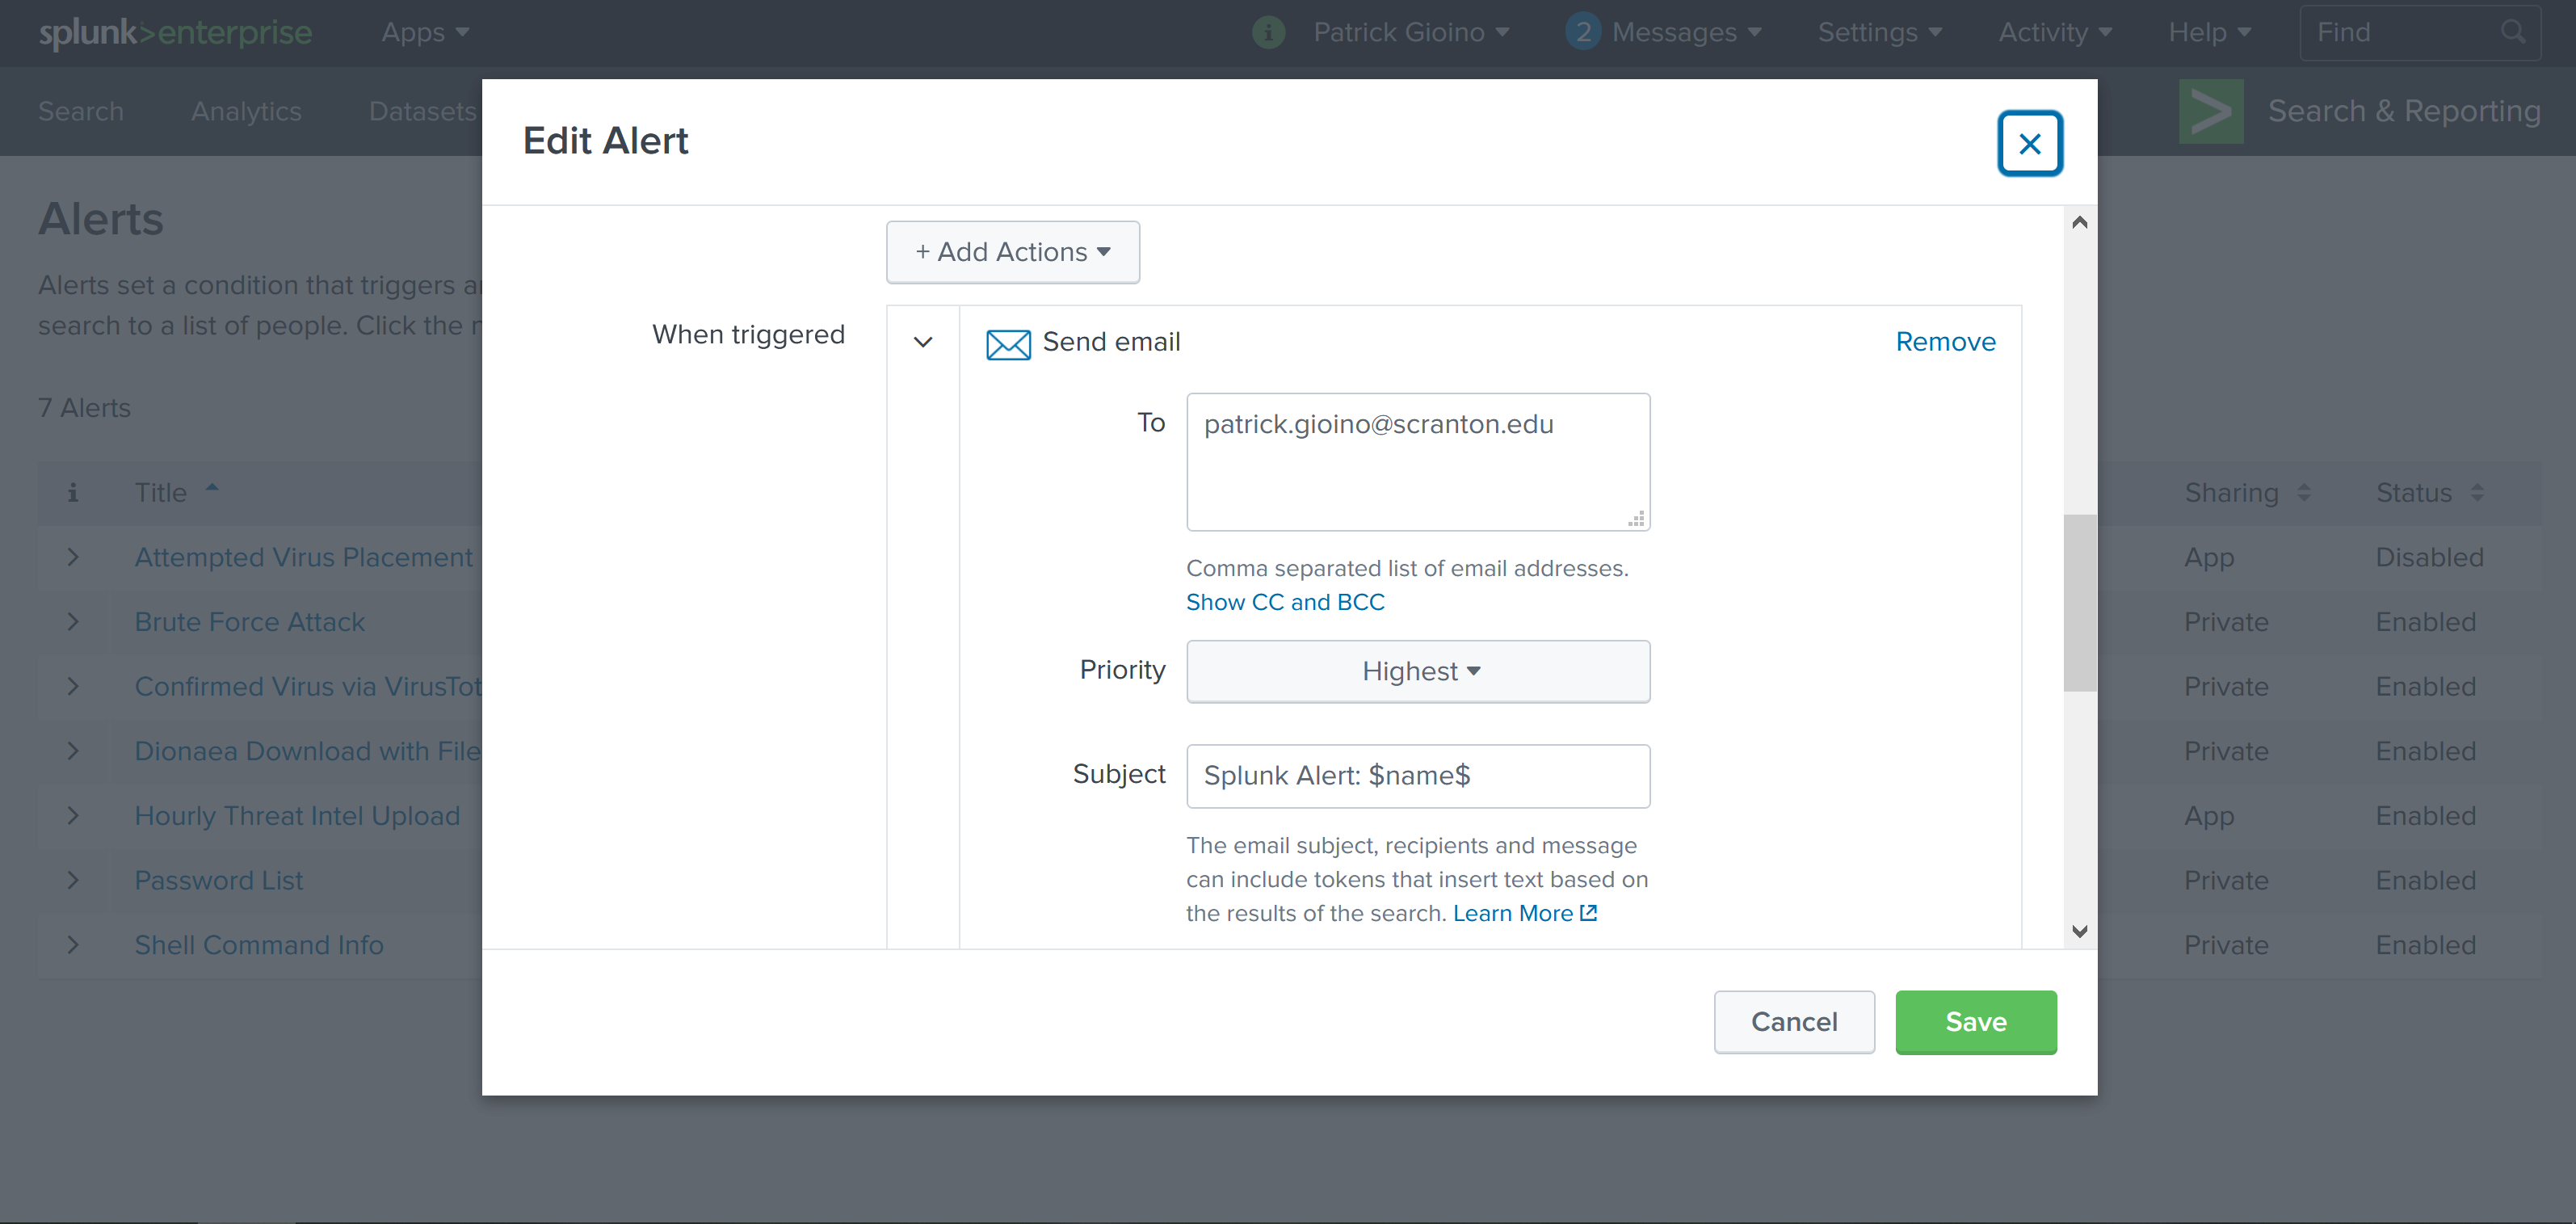 splunk>enterprise Apps Patrick Gioino 2 Messages Settings Activity Help Find
Search Analytics Datasets Search & Reporting
Edit Alert
Alerts
Alerts set a condition that triggers
search to a list of people. Click the
7 Alerts
i Title Sharing Status
Attempted Virus Placement App Disabled
Brute Force Attack Private Enabled
Confirmed Virus via VirusTot Private Enabled
Dionaea Download with File Private Enabled
Hourly Threat Intel Upload App Enabled
Password List Private Enabled
Shell Command Info Private Enabled
+ Add Actions
When triggered
Send email Remove
To patrick.gioino@scranton.edu
Comma separated list of email addresses.
Show CC and BCC
Priority Highest
Subject Splunk Alert: $name$
The email subject, recipients and message
can include tokens that insert text based on
the results of the search. Learn More
Cancel Save